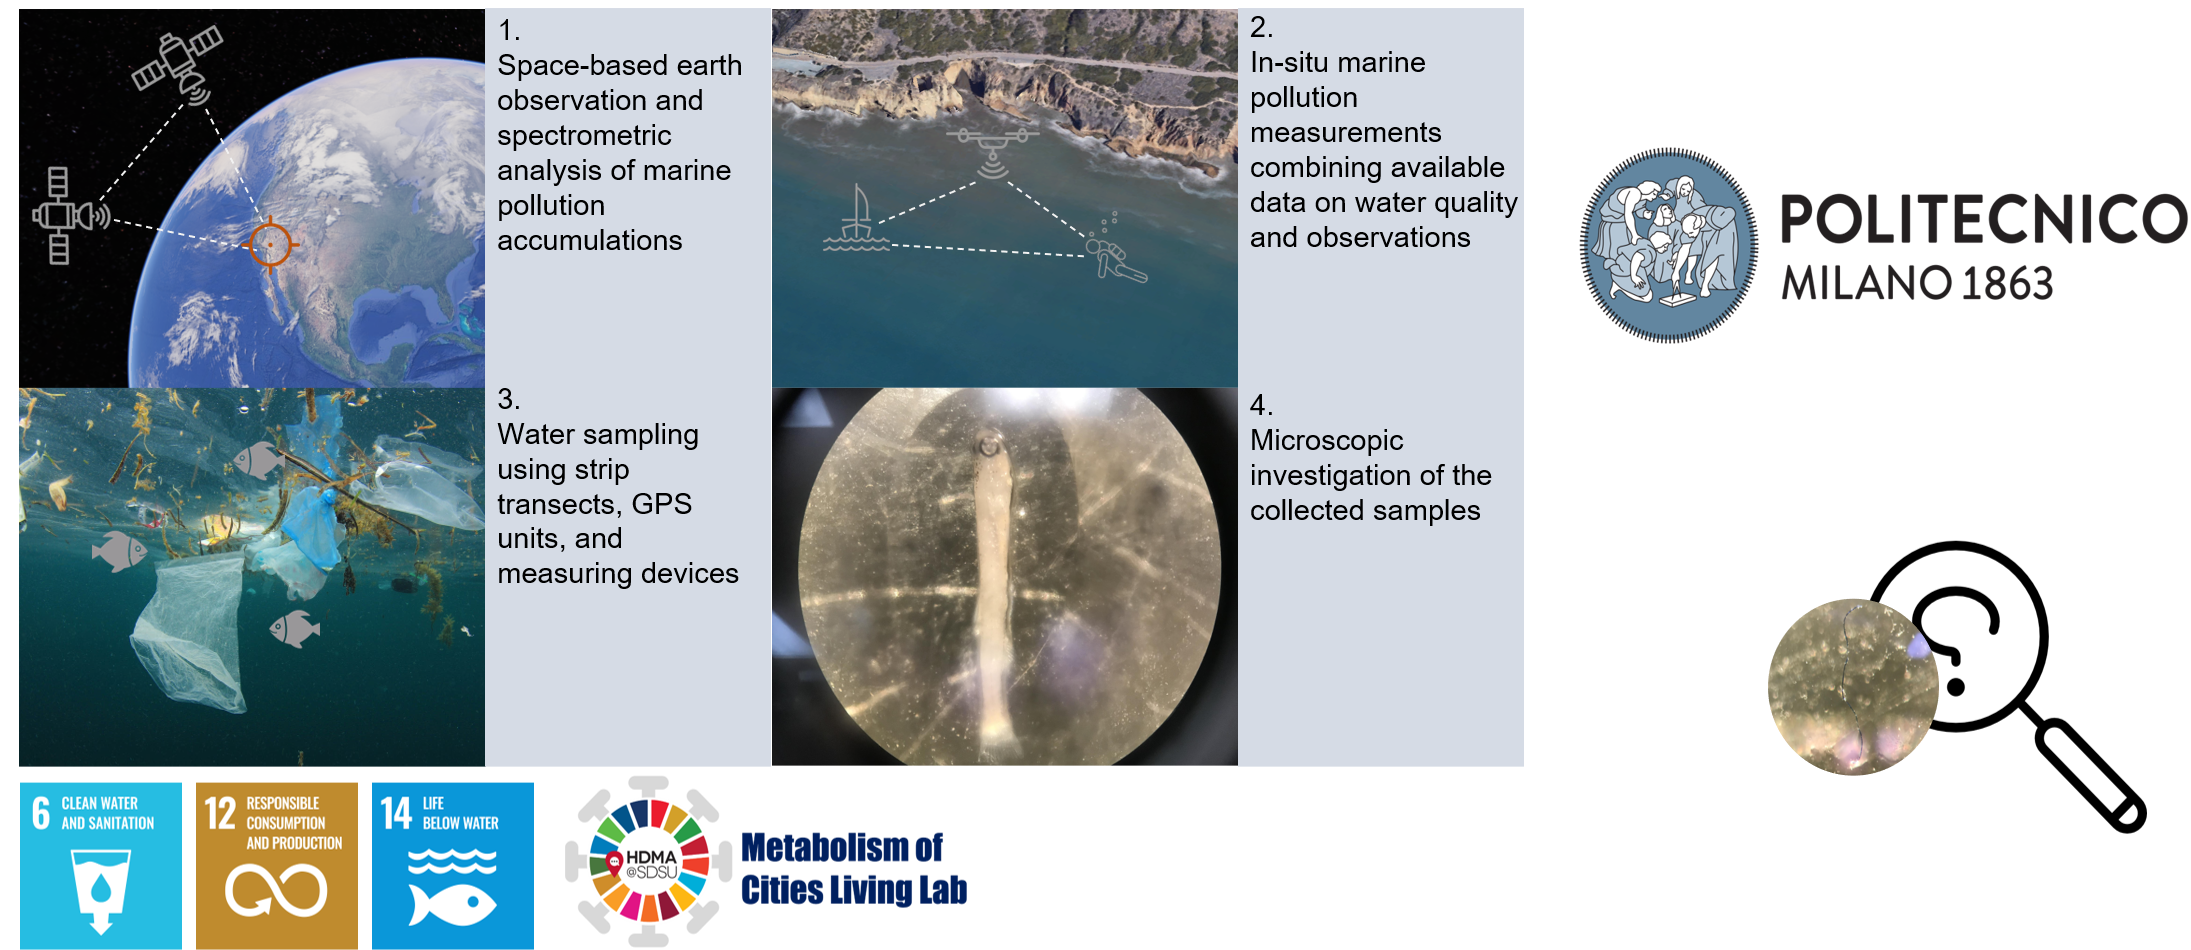 1.
Space-based earth
observation and
spectrometric
analysis of marine
pollution
accumulations
2.
In-situ marine
pollution
measurements
combining available
data on water quality
and observations
3.
Water sampling
using strip
transects, GPS
units, and
measuring devices
4.
Microscopic
investigation of the
collected samples
POLITECNICO
MILANO 1863
6 CLEAN WATER
AND SANITATION
12 RESPONSIBLE
CONSUMPTION
AND PRODUCTION
14 LIFE
BELOW WATER
HDMA
@SDSU
Metabolism of
Cities Living Lab
?